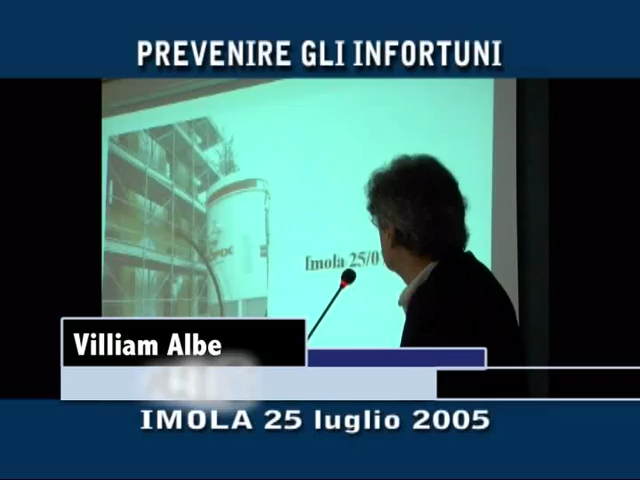 PREVENIRE GLI INFORTUNI
Imola 25/0
Villiam Albe
IMOLA 25 luglio 2005